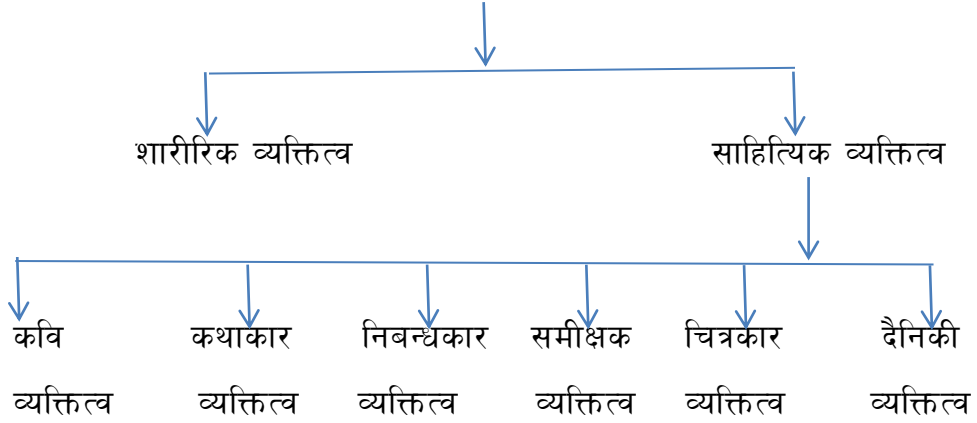 शारीरिक व्यक्तित्व साहित्यिक व्यक्तित्व
कवि कथाकार निबन्धकार समीक्षक चित्रकार दैनिकी
व्यक्तित्व व्यक्तित्व व्यक्तित्व व्यक्तित्व व्यक्तित्व व्यक्तित्व